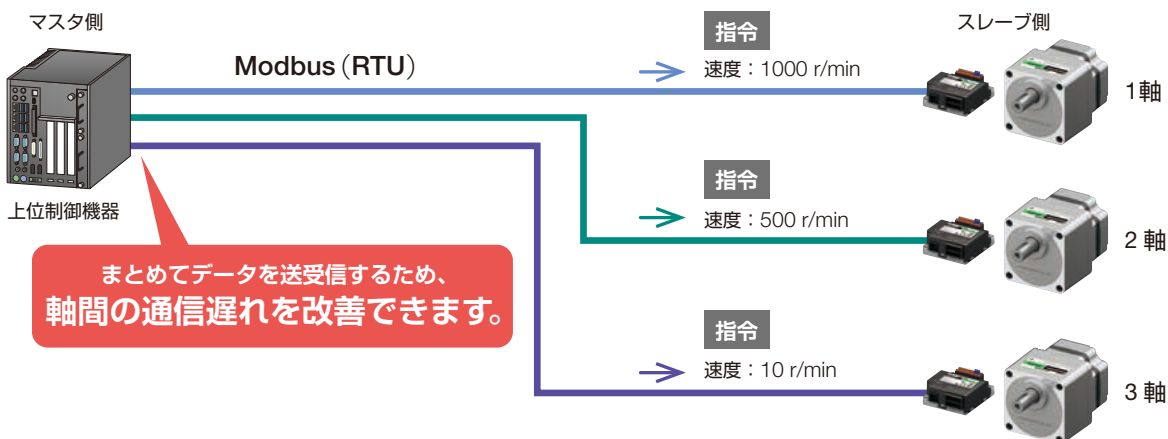 マスタ側
上位制御機器
Modbus（RTU）
まとめてデータを送受信するため、
軸間の通信遅れを改善できます。
指令
速度：1000 r/min
指令
速度：500 r/min
指令
速度：10 r/min
スレーブ側
1軸
2 軸
3 軸